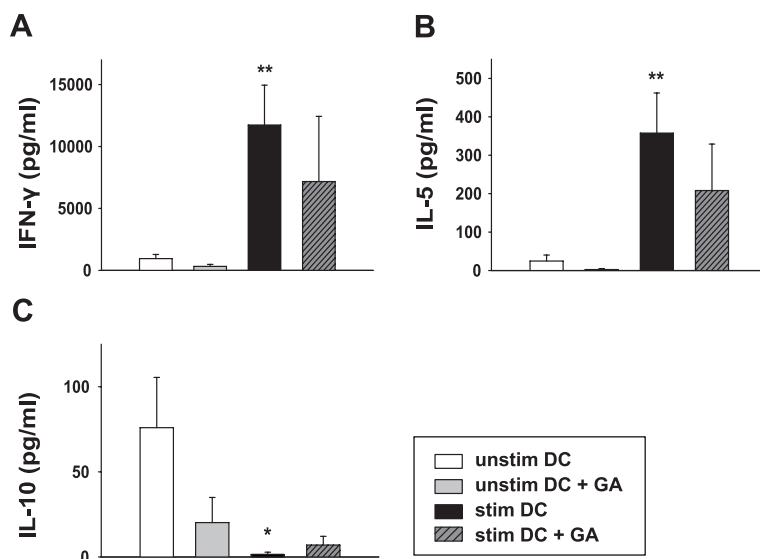 A
IFN-γ (pg/ml)
15000
10000
5000
0
**
B
IL-5 (pg/ml)
500
400
300
200
100
0
**
C
IL-10 (pg/ml)
100
50
0
*
unstim DC
unstim DC + GA
stim DC
stim DC + GA